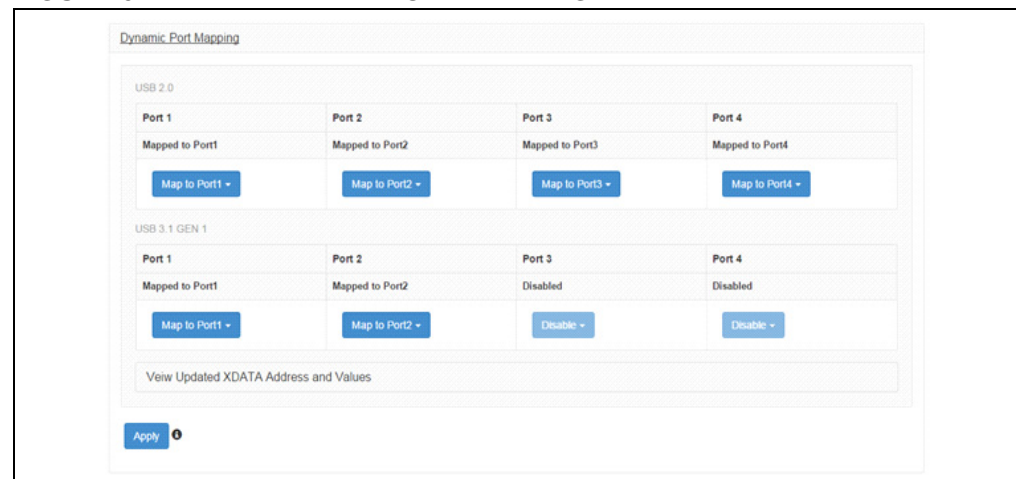 Dynamic Port Mapping
USB 2.0
Port 1 Port 2 Port 3 Port 4
Mapped to Port1 Mapped to Port2 Mapped to Port3 Mapped to Port4
Map to Port1 Map to Port2 Map to Port3 Map to Port4
USB 3.1 GEN 1
Port 1 Port 2 Port 3 Port 4
Mapped to Port1 Mapped to Port2 Disabled Disabled
Map to Port1 Map to Port2 Disable Disable
Veiw Updated XDATA Address and Values
Apply